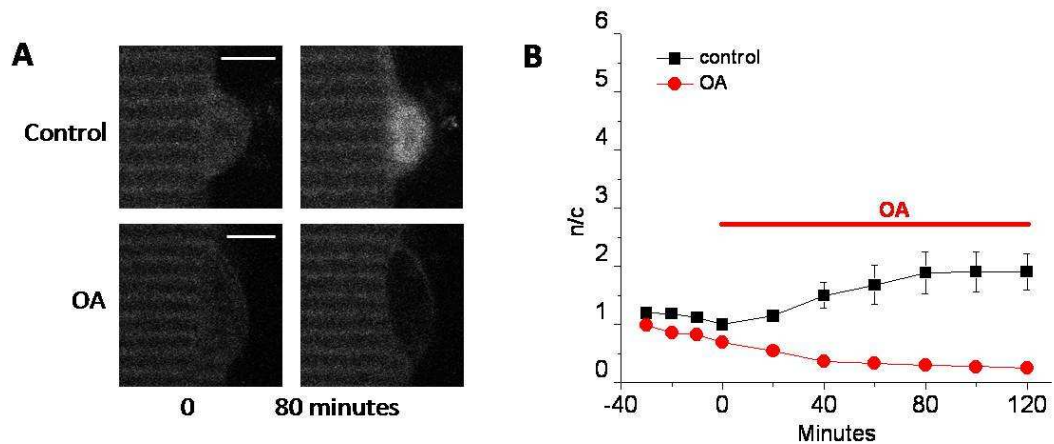 A
Control
OA
0 80 minutes
B
control
OA
OA
n/c
6
5
4
3
2
1
0
-40 0 40 80 120
Minutes